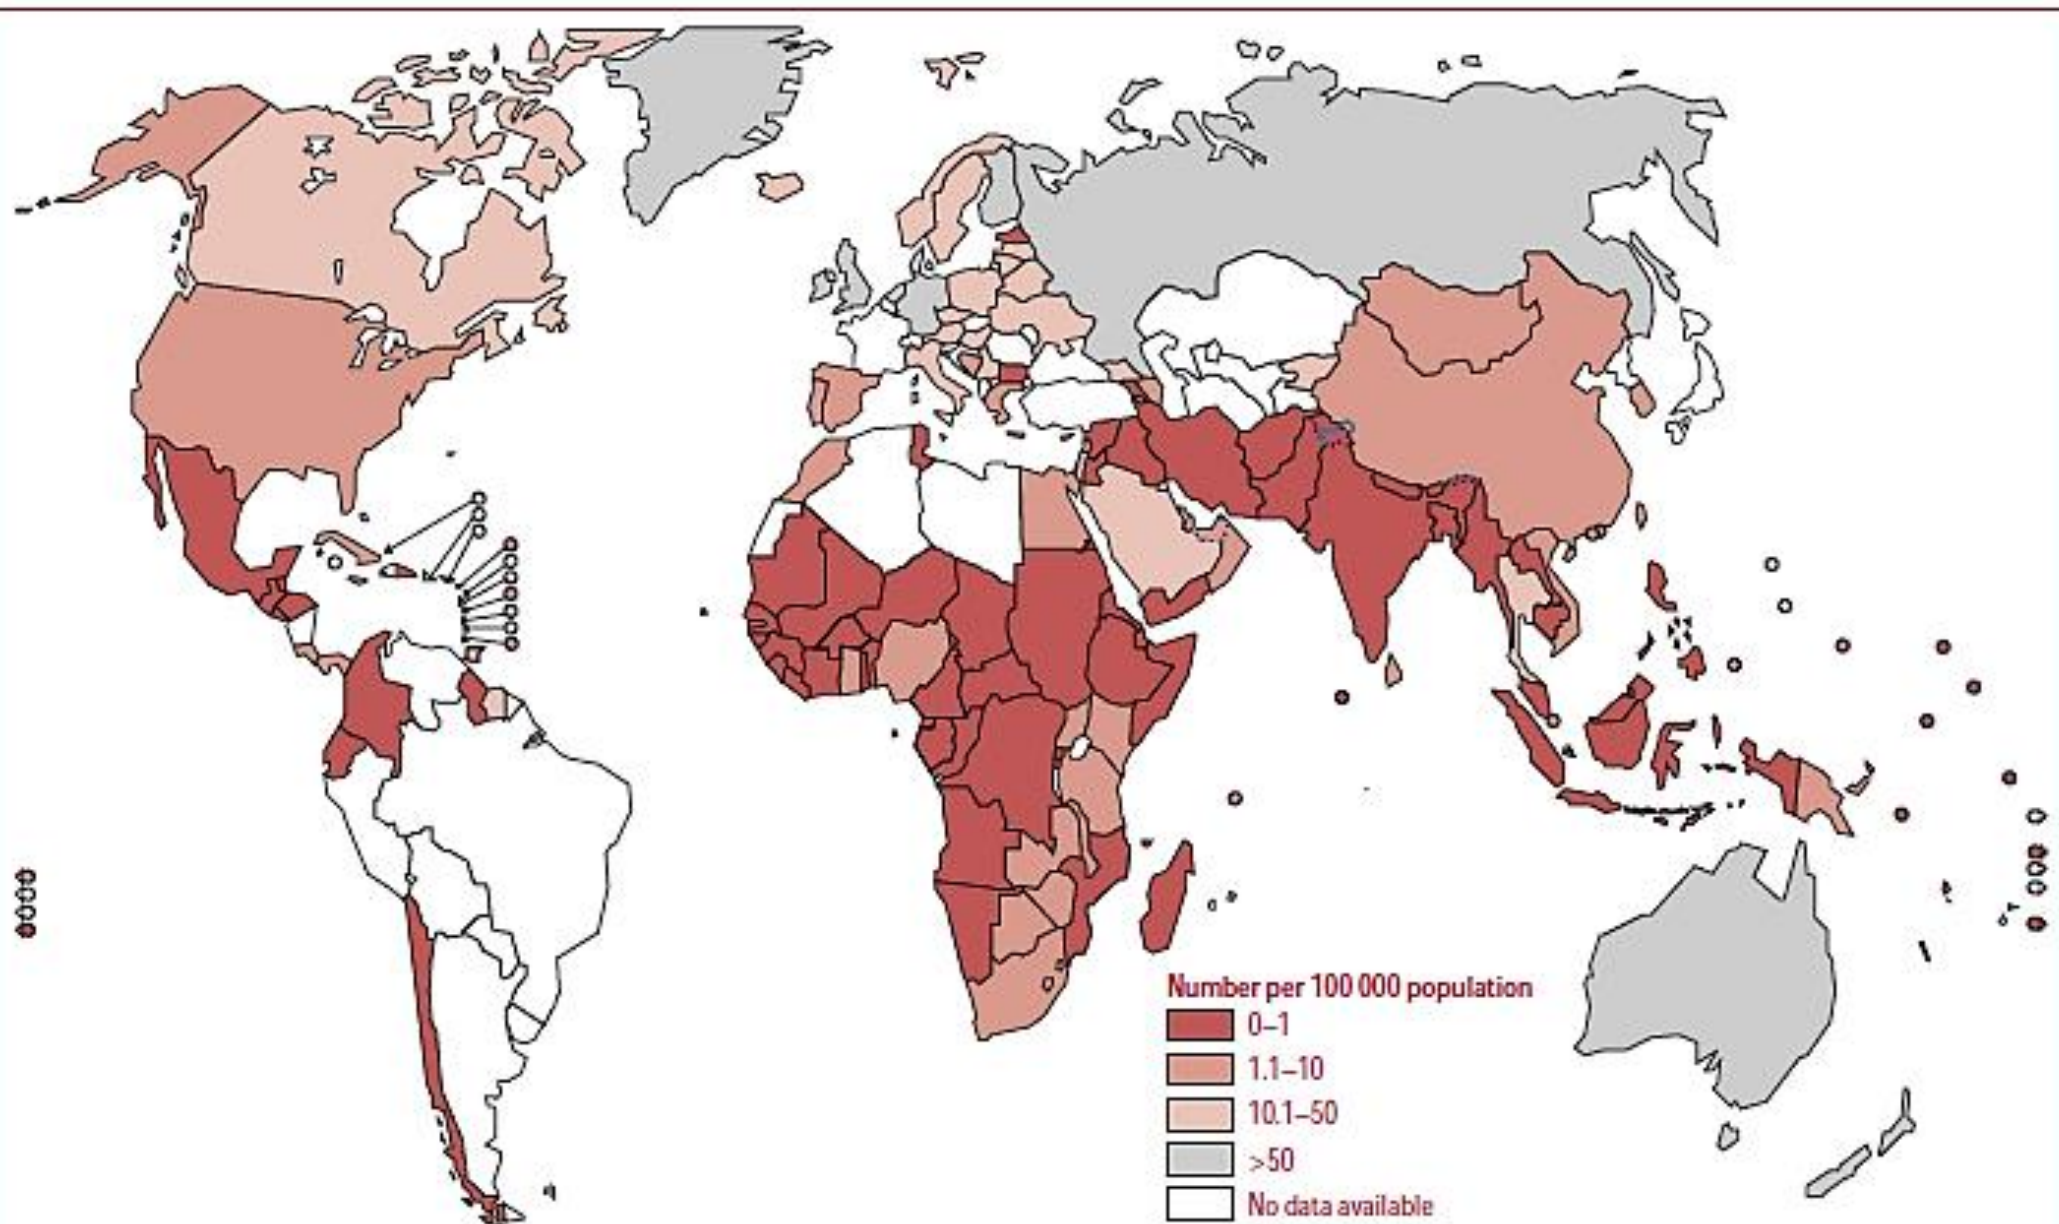 Number per 100 000 population
0–1
1.1–10
10.1–50
>50
No data available